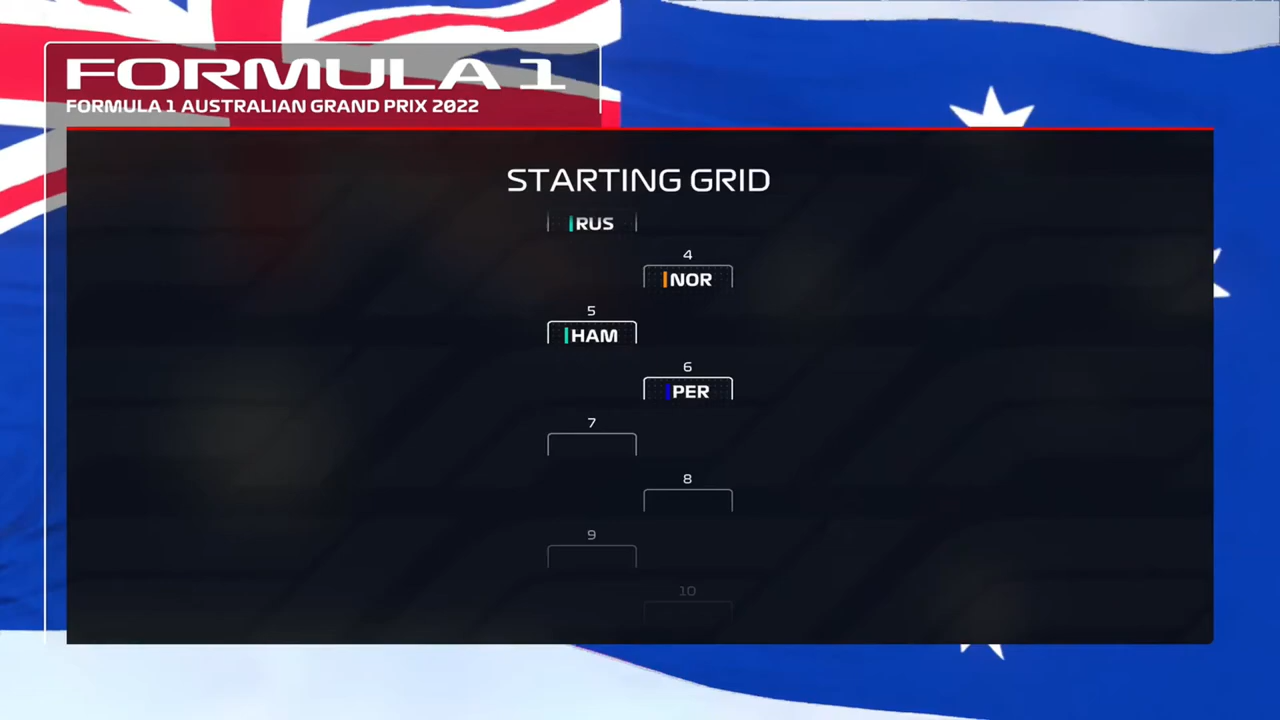 FORMULA 1
FORMULA 1 AUSTRALIAN GRAND PRIX 2022
STARTING GRID
RUS
4
NOR
5
HAM
6
PER
7
8
9
10